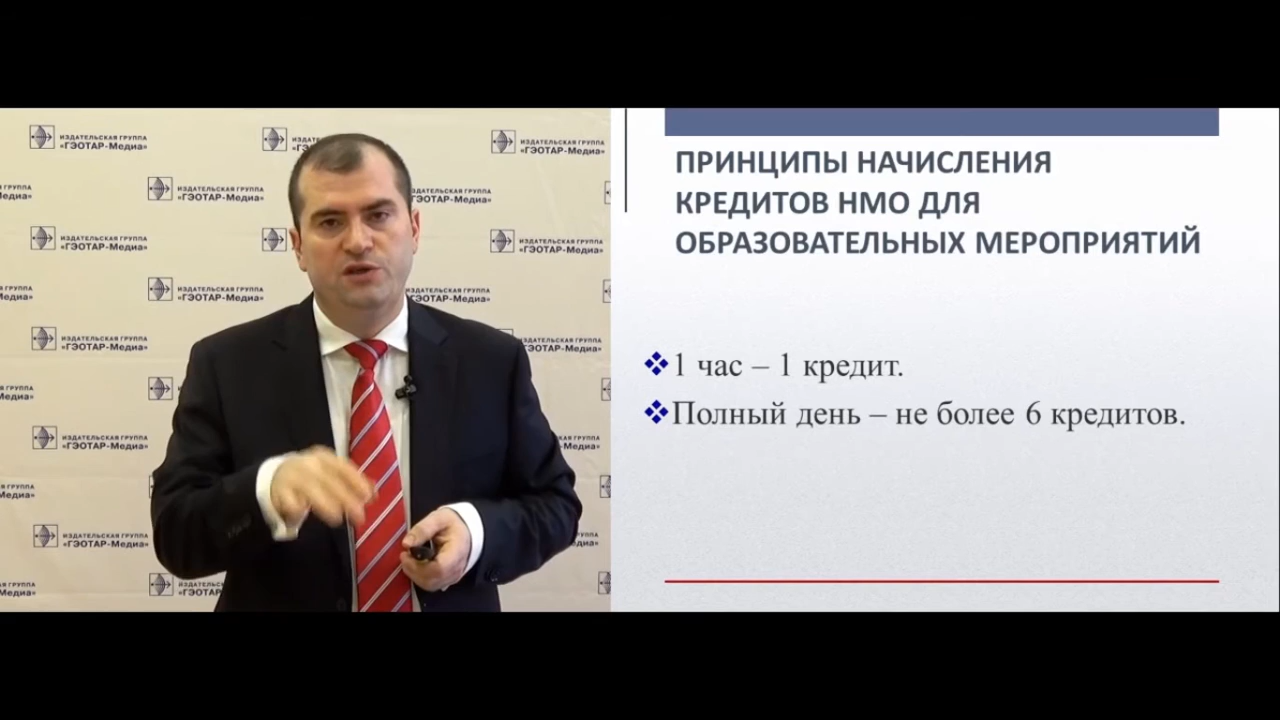 ИЗДАТЕЛЬСКАЯ ГРУППА
«ГЭОТАР-Медиа»
ПРИНЦИПЫ НАЧИСЛЕНИЯ
КРЕДИТОВ НМО ДЛЯ
ОБРАЗОВАТЕЛЬНЫХ МЕРОПРИЯТИЙ
1 час – 1 кредит.
Полный день – не более 6 кредитов.